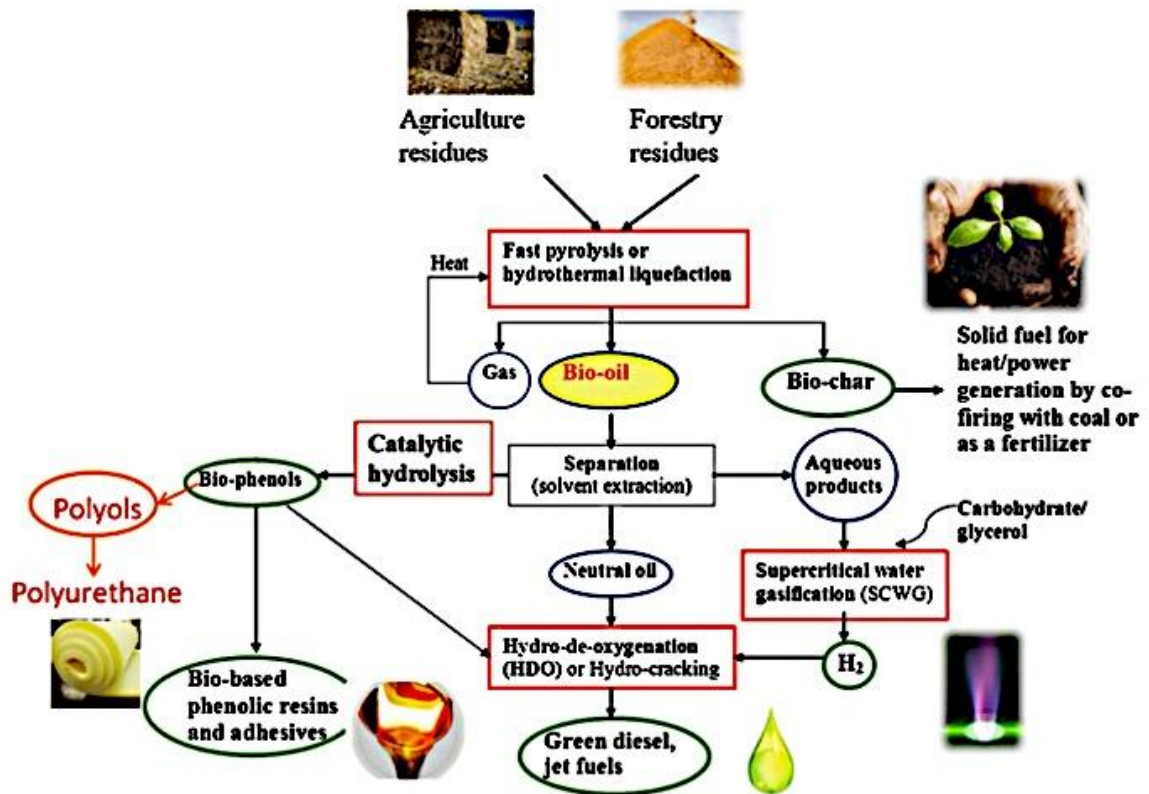 Agriculture
residues
Forestry
residues
Heat
Fast pyrolysis or
hydrothermal liquefaction
Gas
Bio-oil
Bio-char
Solid fuel for
heat/power
generation by co-
firing with coal or
as a fertilizer
Catalytic
hydrolysis
Separation
(solvent extraction)
Aqueous
products
Bio-phenols
Polyols
Polyurethane
Carbohydrate/
glycerol
Neutral oil
Supercritical water
gasification (SCWG)
Hydro-de-oxygenation
(HDO) or Hydro-cracking
H2
Bio-based
phenolic resins
and adhesives
Green diesel,
jet fuels